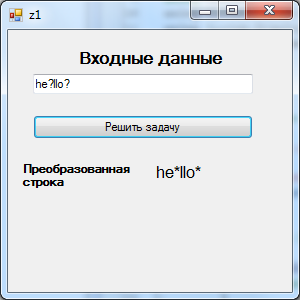 z1
Входные данные
he?llo?
Решить задачу
Преобразованная
строка
he*llo*